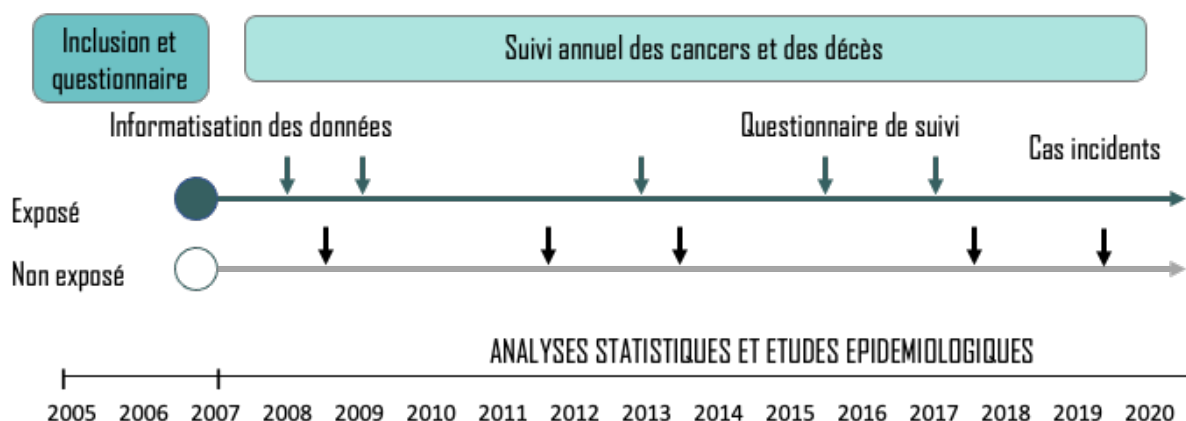 Inclusion et
questionnaire
Suivi annuel des cancers et des décès
Informatisation des données
Questionnaire de suivi
Cas incidents
Exposé
Non exposé
ANALYSES STATISTIQUES ET ETUDES EPIDEMIOLOGIQUES
2005 2006 2007 2008 2009 2010 2011 2012 2013 2014 2015 2016 2017 2018 2019 2020